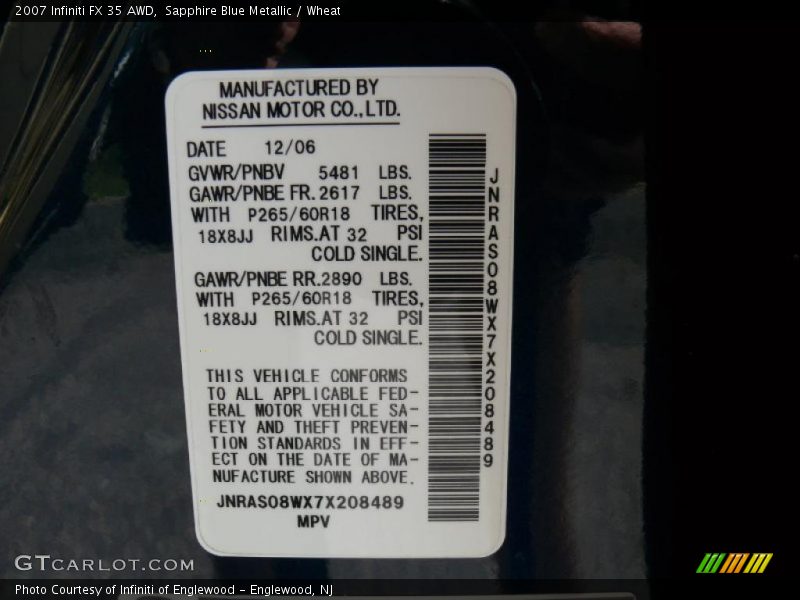 2007 Infiniti FX 35 AWD, Sapphire Blue Metallic / Wheat
MANUFACTURED BY
NISSAN MOTOR CO.,LTD.
DATE 12/06
GVWR/PNBV 5481 LBS.
GAWR/PNBE FR. 2617 LBS.
WITH P265/60R18 TIRES,
18X8JJ RIMS.AT 32 PSI
COLD SINGLE.
GAWR/PNBE RR. 2890 LBS.
WITH P265/60R18 TIRES,
18X8JJ RIMS.AT 32 PSI
COLD SINGLE.
THIS VEHICLE CONFORMS
TO ALL APPLICABLE FED-
ERAL MOTOR VEHICLE SA-
FETY AND THEFT PREVEN-
TION STANDARDS IN EFF-
ECT ON THE DATE OF MA-
NUFACTURE SHOWN ABOVE.
JNRAS08WX7X208489
MPV
JNRAS08WX7X208489
GTCARLOT.COM
Photo Courtesy of Infiniti of Englewood - Englewood, NJ